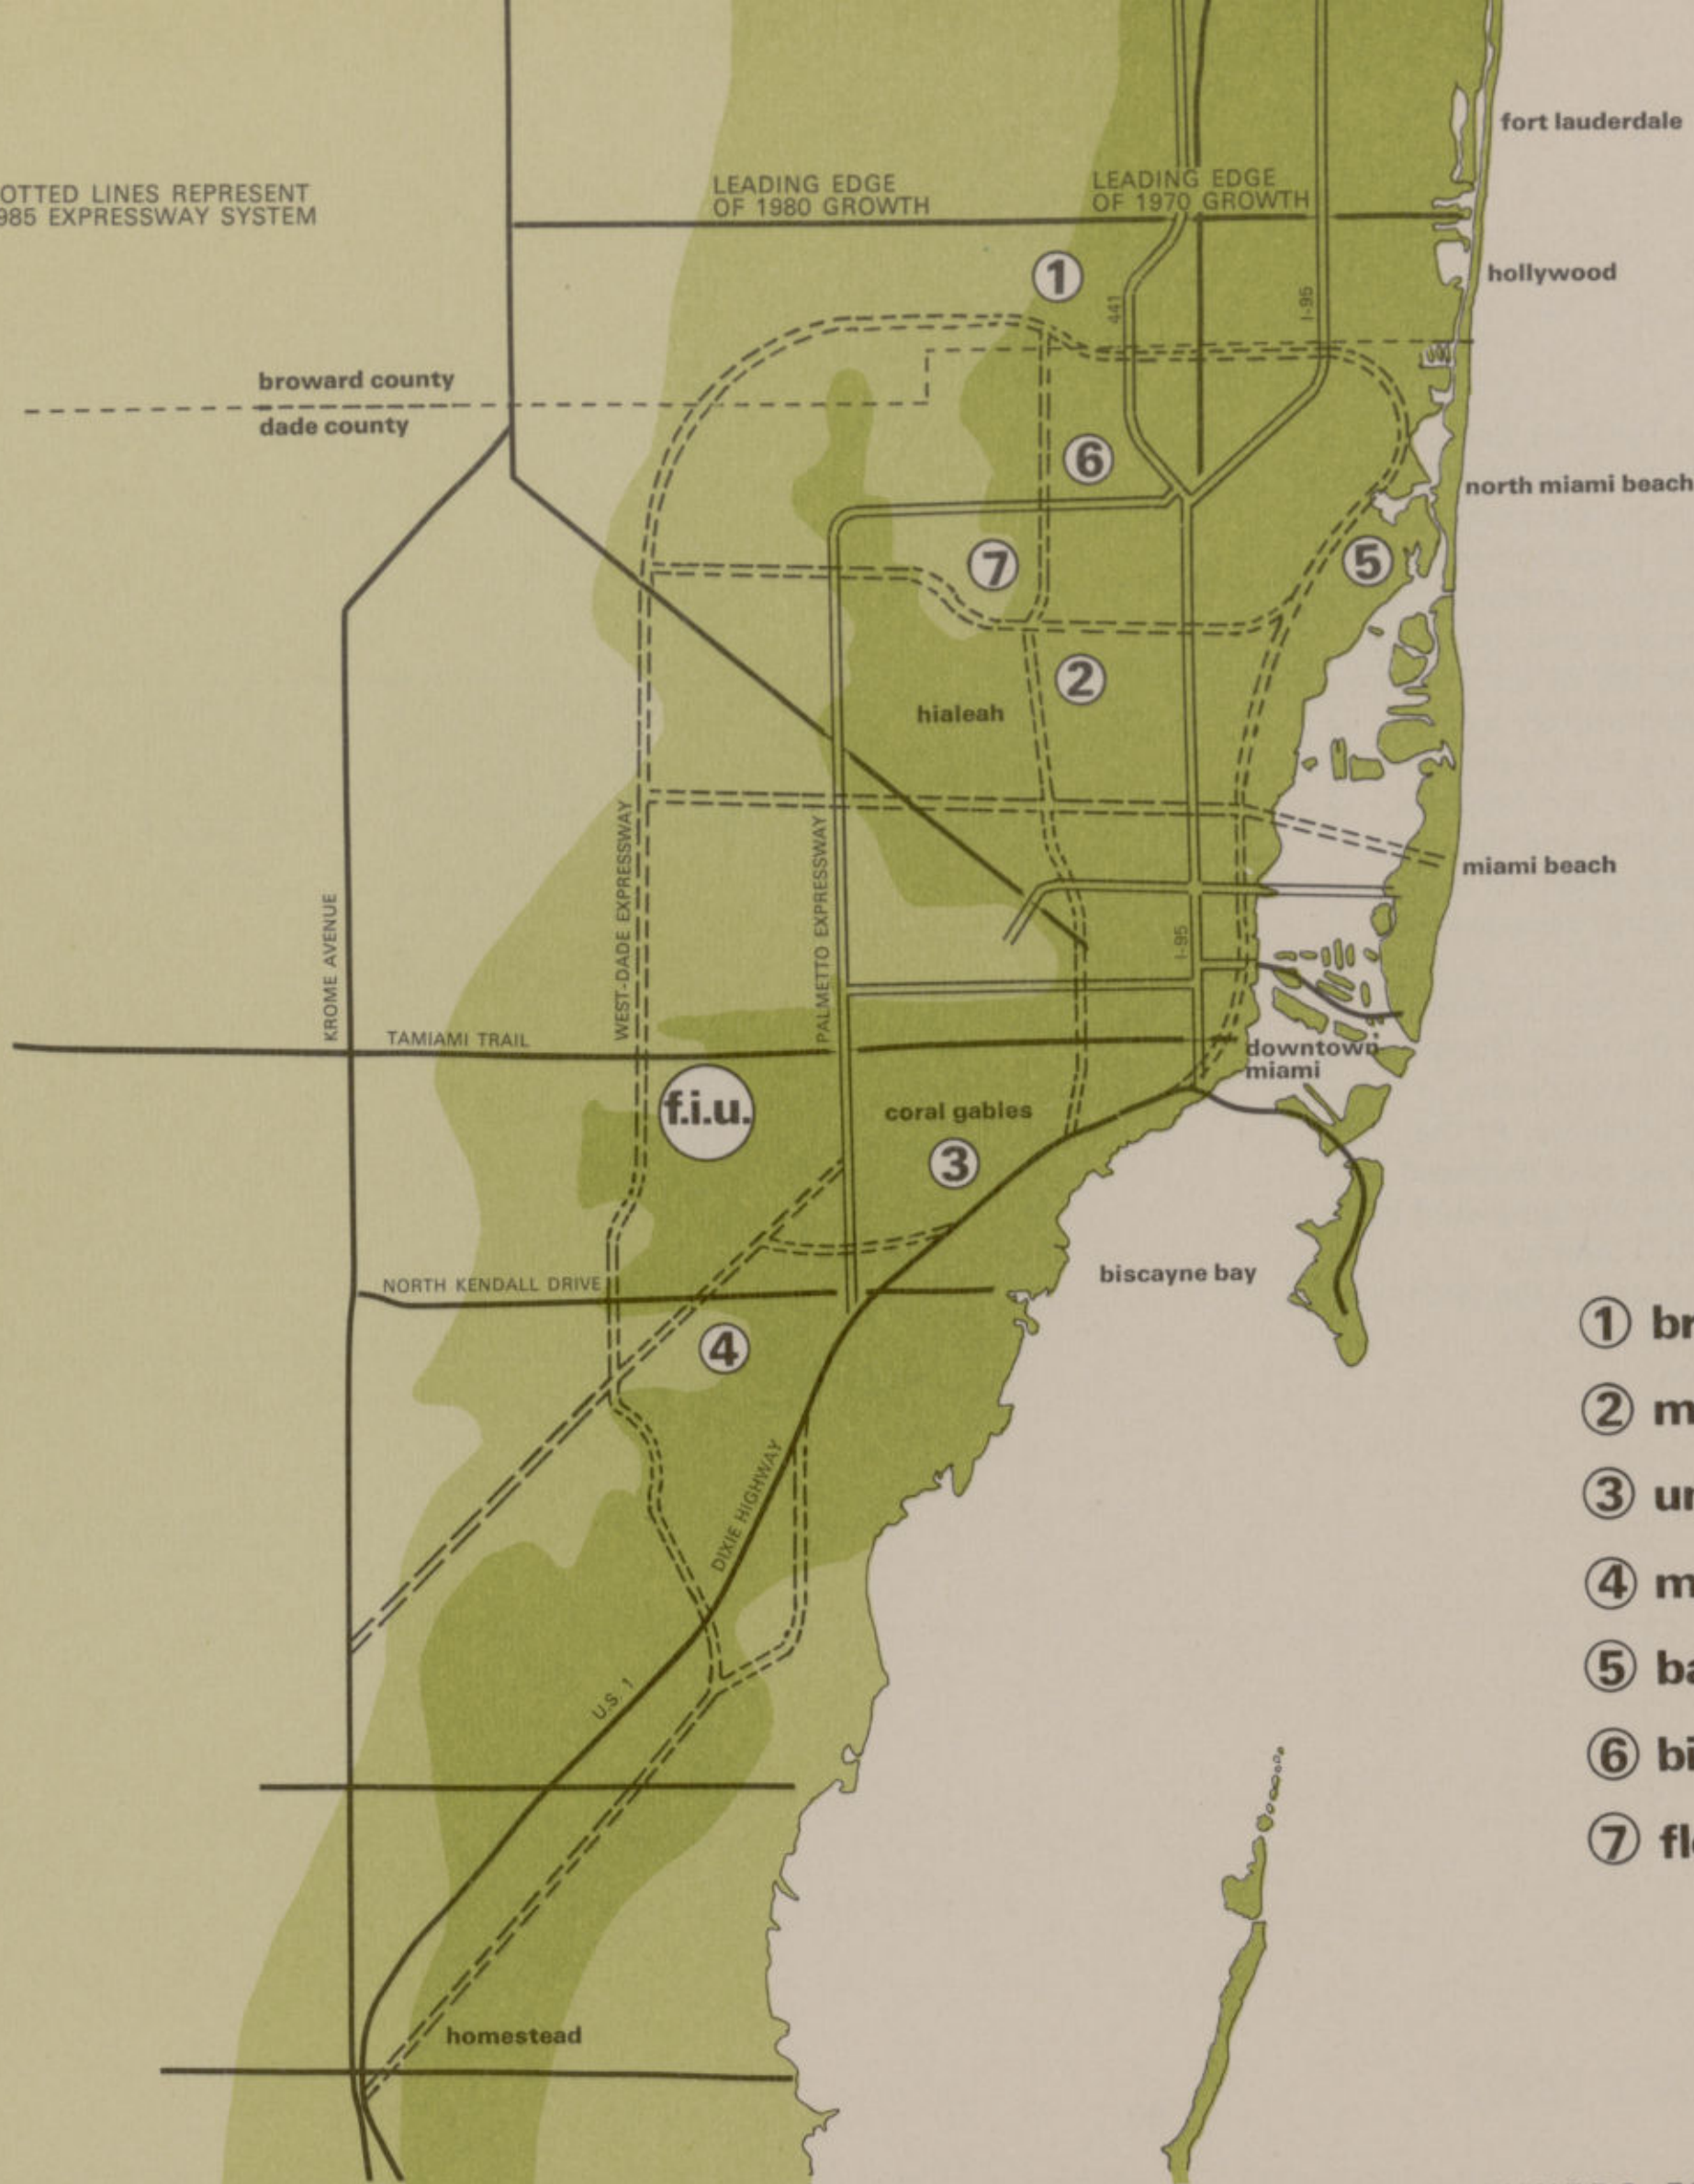 fort lauderdale
OTTED LINES REPRESENT
985 EXPRESSWAY SYSTEM
LEADING EDGE
OF 1980 GROWTH
LEADING EDGE
OF 1970 GROWTH
hollywood
1
441
I-95
broward county
dade county
6
north miami beach
7
5
2
hialeah
miami beach
KROME AVENUE
WEST-DADE EXPRESSWAY
PALMETTO EXPRESSWAY
I-95
TAMIAMI TRAIL
downtown
miami
f.i.u.
coral gables
3
biscayne bay
NORTH KENDALL DRIVE
4
DIXIE HIGHWAY
U.S. 1
homestead
1 br
2 m
3 un
4 m
5 ba
6 bi
7 fl